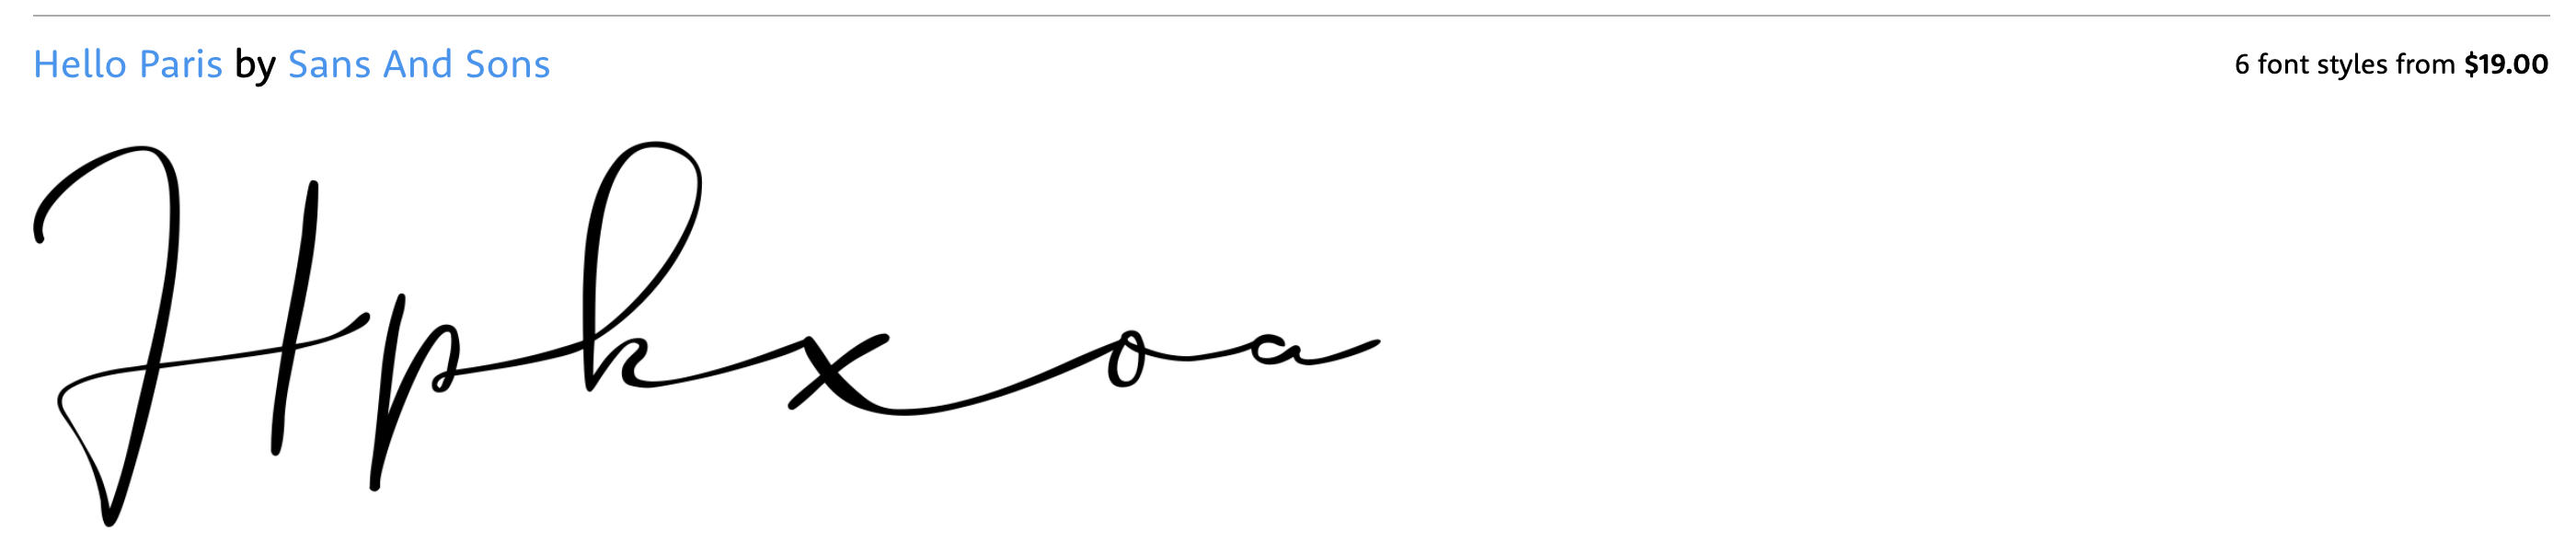 Hello Paris by Sans And Sons
6 font styles from $19.00
Hpkxoa